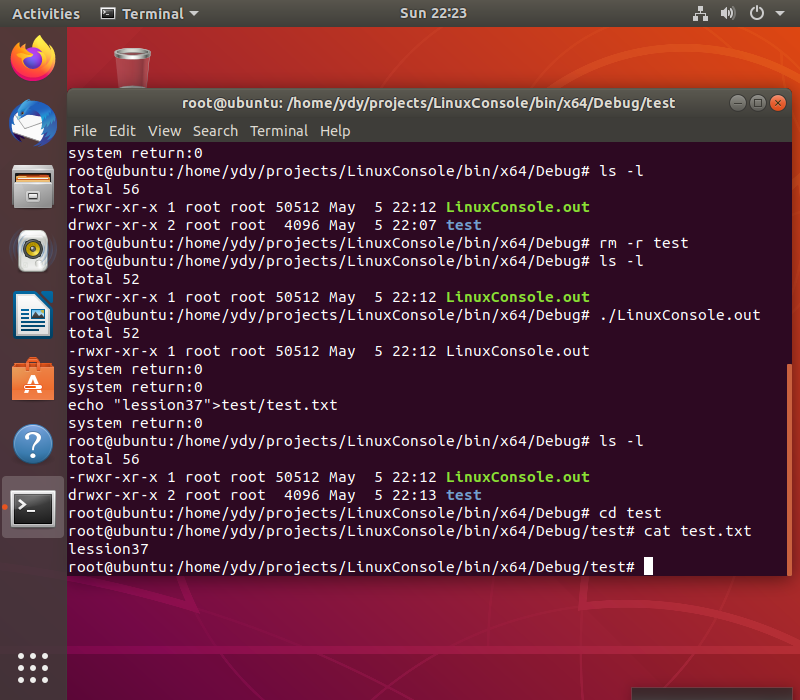 Activities Terminal Sun 22:23
root@ubuntu: /home/ydy/projects/LinuxConsole/bin/x64/Debug/test
File Edit View Search Terminal Help
system return:0
root@ubuntu:/home/ydy/projects/LinuxConsole/bin/x64/Debug# ls -l
total 56
-rwxr-xr-x 1 root root 50512 May  5 22:12 LinuxConsole.out
drwxr-xr-x 2 root root  4096 May  5 22:07 test
root@ubuntu:/home/ydy/projects/LinuxConsole/bin/x64/Debug# rm -r test
root@ubuntu:/home/ydy/projects/LinuxConsole/bin/x64/Debug# ls -l
total 52
-rwxr-xr-x 1 root root 50512 May  5 22:12 LinuxConsole.out
root@ubuntu:/home/ydy/projects/LinuxConsole/bin/x64/Debug# ./LinuxConsole.out
total 52
-rwxr-xr-x 1 root root 50512 May  5 22:12 LinuxConsole.out
system return:0
system return:0
echo "lession37">test/test.txt
system return:0
root@ubuntu:/home/ydy/projects/LinuxConsole/bin/x64/Debug# ls -l
total 56
-rwxr-xr-x 1 root root 50512 May  5 22:12 LinuxConsole.out
drwxr-xr-x 2 root root  4096 May  5 22:13 test
root@ubuntu:/home/ydy/projects/LinuxConsole/bin/x64/Debug# cd test
root@ubuntu:/home/ydy/projects/LinuxConsole/bin/x64/Debug/test# cat test.txt
lession37
root@ubuntu:/home/ydy/projects/LinuxConsole/bin/x64/Debug/test#